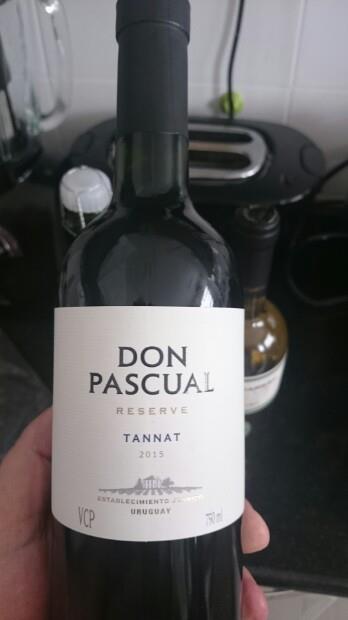 DON
PASCUAL
RESERVE
TANNAT
2015
ESTABLECIMIENTO
URUGUAY
VCP
750 ml